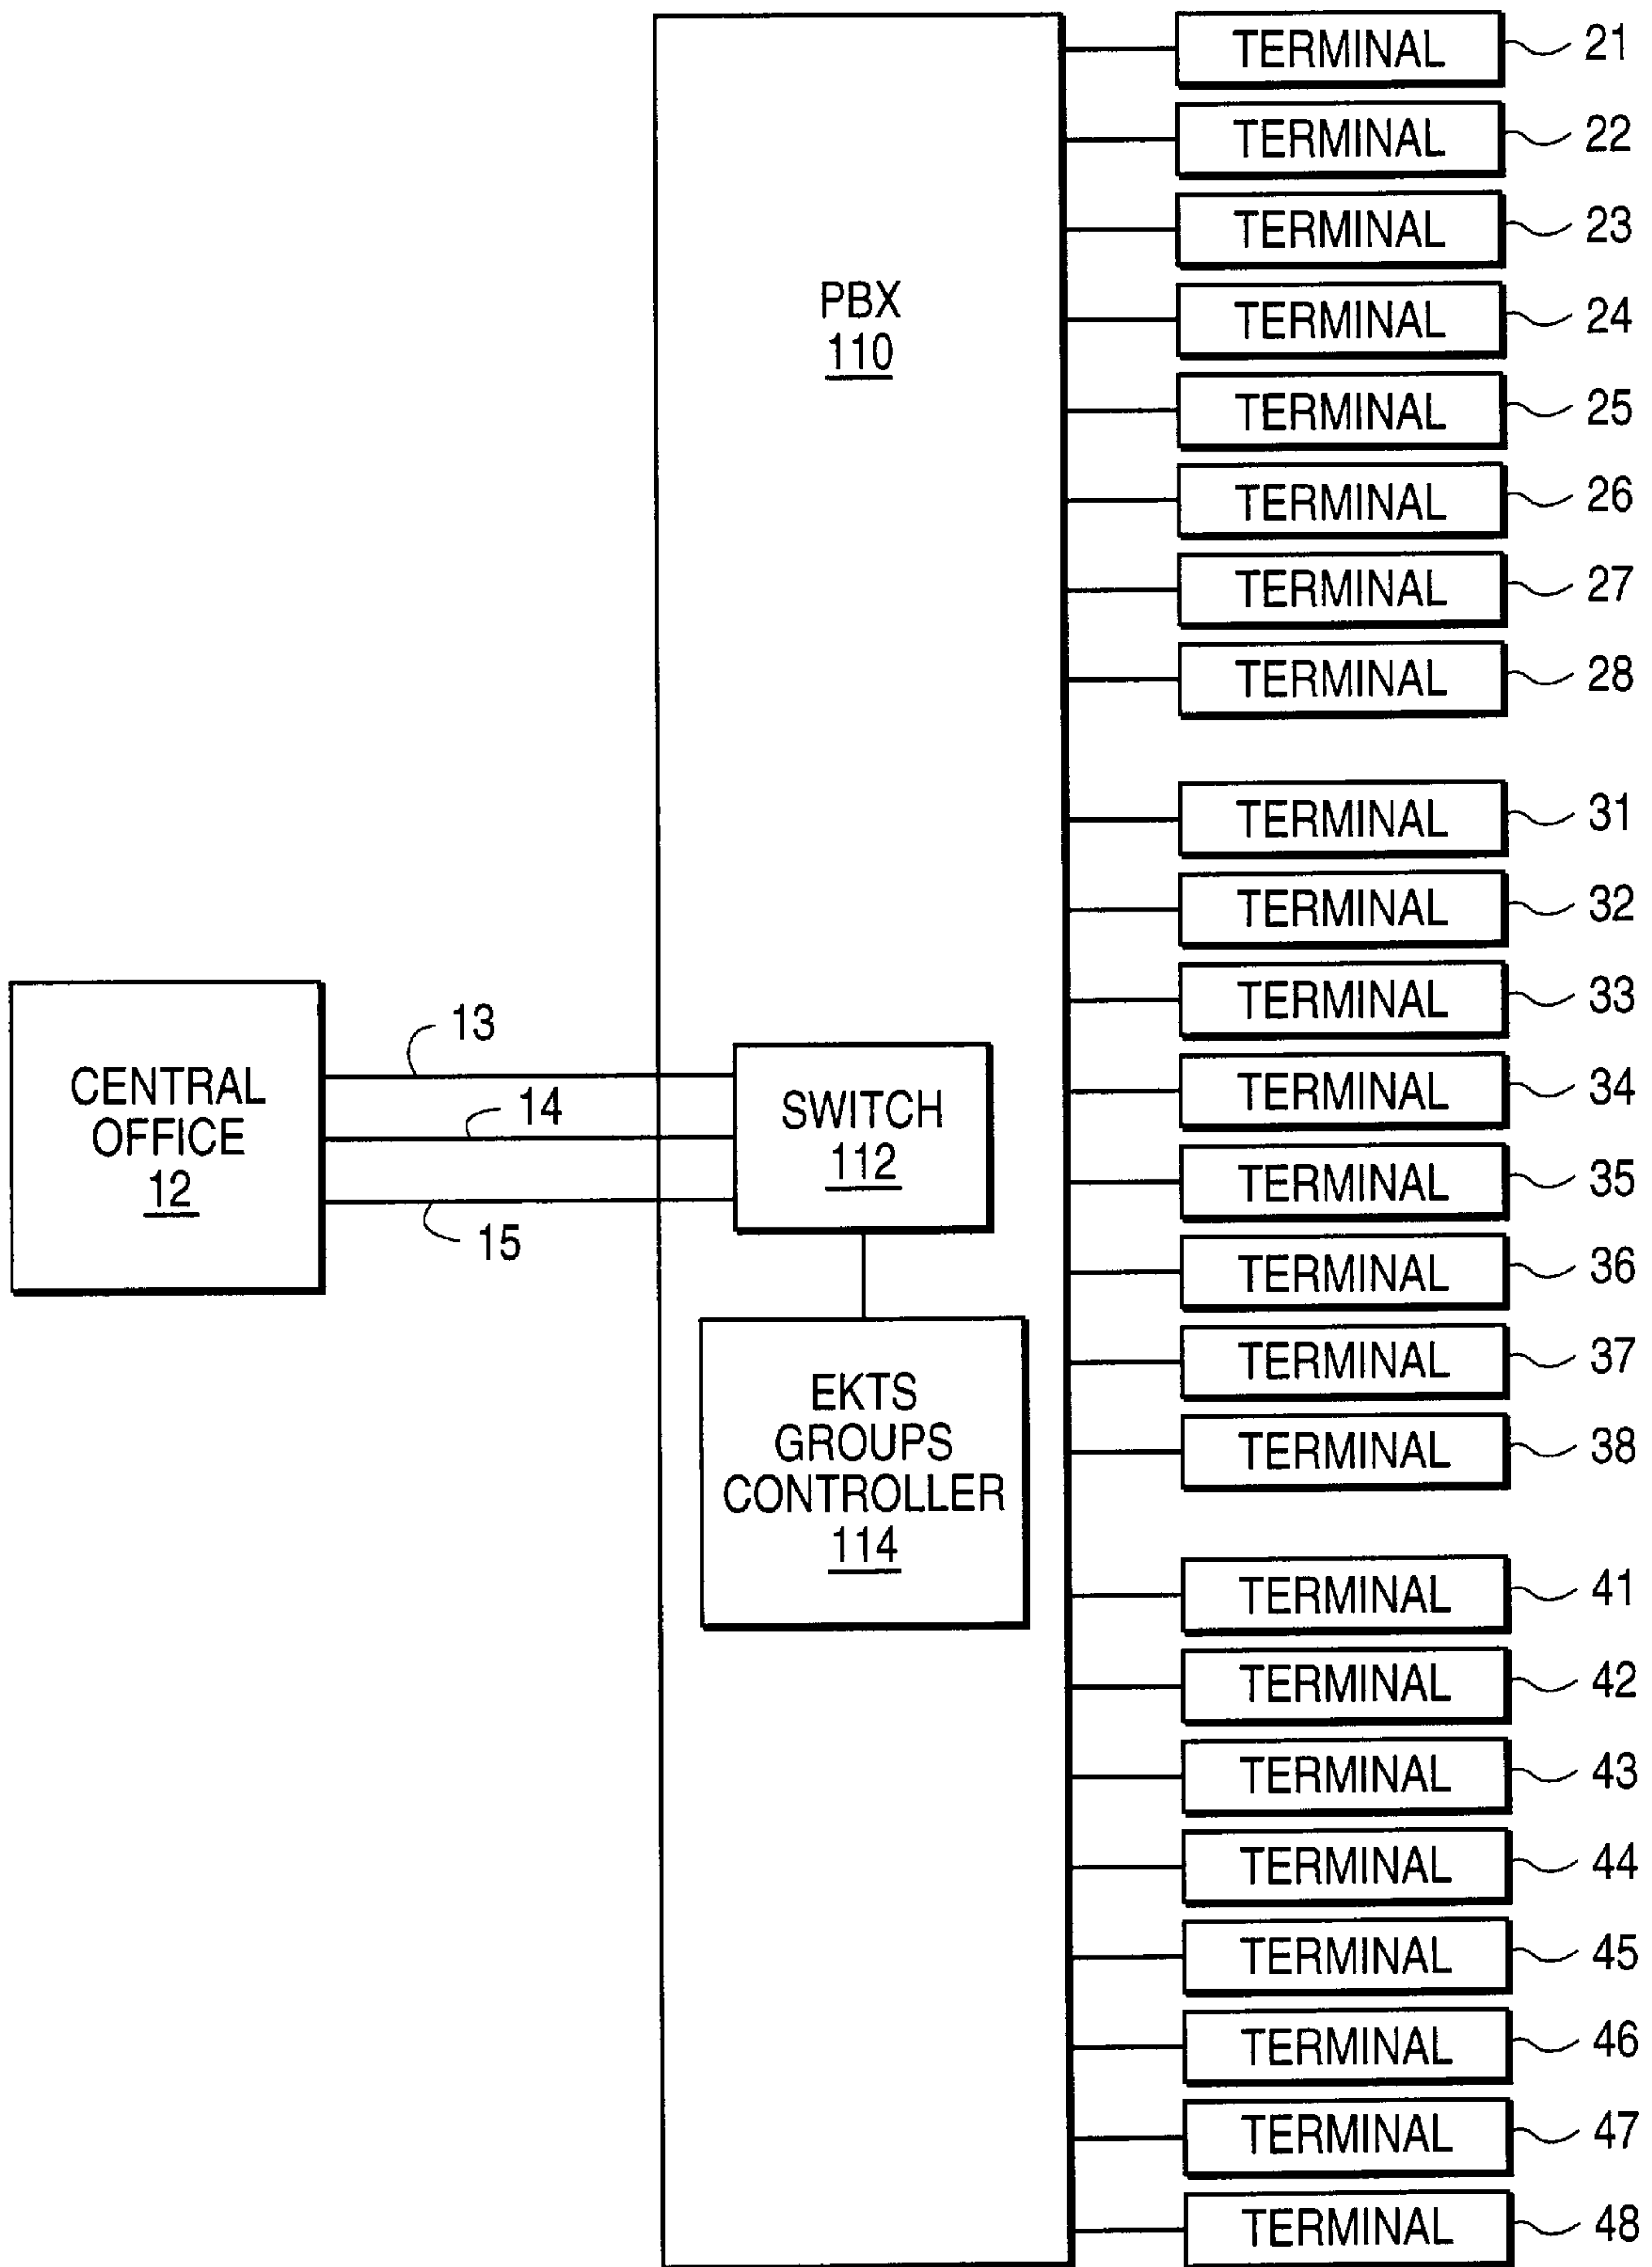 TERMINAL 21
TERMINAL 22
TERMINAL 23
TERMINAL 24
TERMINAL 25
TERMINAL 26
TERMINAL 27
TERMINAL 28
PBX
110
TERMINAL 31
TERMINAL 32
TERMINAL 33
TERMINAL 34
TERMINAL 35
TERMINAL 36
TERMINAL 37
TERMINAL 38
CENTRAL
OFFICE
12
13
14
15
SWITCH
112
EKTS
GROUPS
CONTROLLER
114
TERMINAL 41
TERMINAL 42
TERMINAL 43
TERMINAL 44
TERMINAL 45
TERMINAL 46
TERMINAL 47
TERMINAL 48